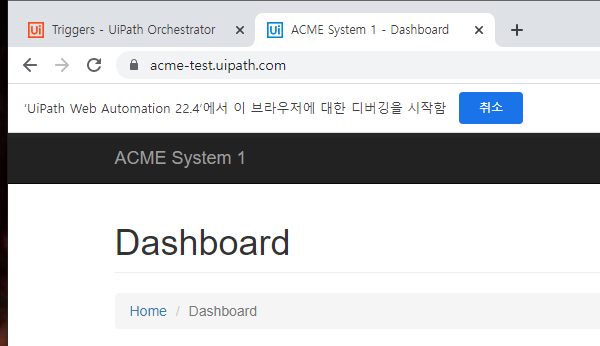 Ui Triggers - UiPath Orchestrator
Ui ACME System 1 - Dashboard
acme-test.uipath.com
'UiPath Web Automation 22.4'에서 이 브라우저에 대한 디버깅을 시작함 취소
ACME System 1
Dashboard
Home / Dashboard